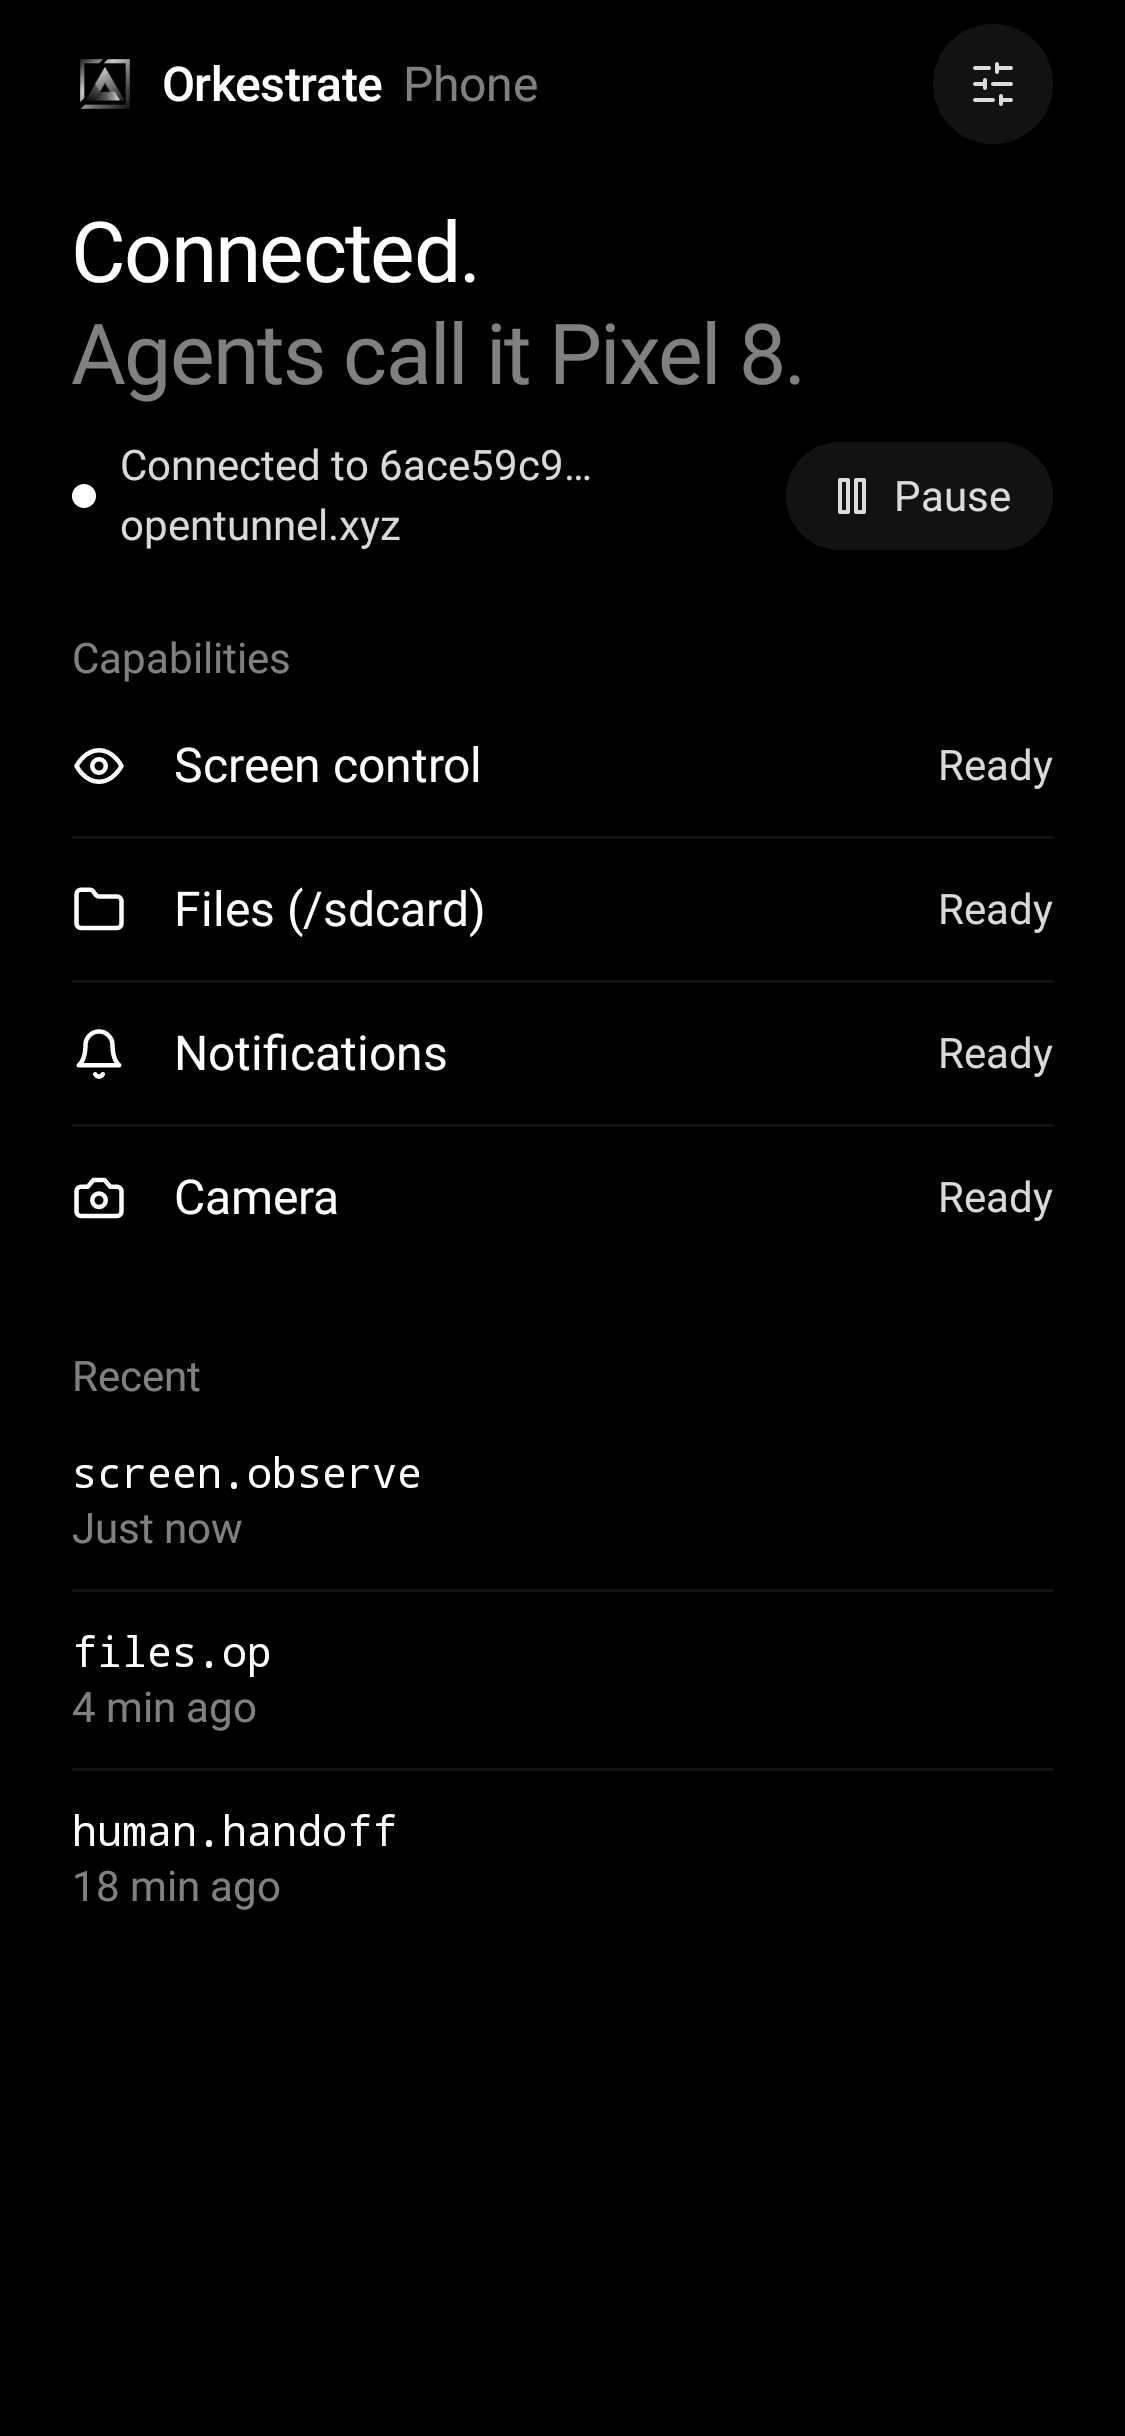 Orkestrate Phone
Connected.
Agents call it Pixel 8.
Connected to 6ace59c9…
opentunnel.xyz
Pause
Capabilities
Screen control Ready
Files (/sdcard) Ready
Notifications Ready
Camera Ready
Recent
screen.observe
Just now
files.op
4 min ago
human.handoff
18 min ago